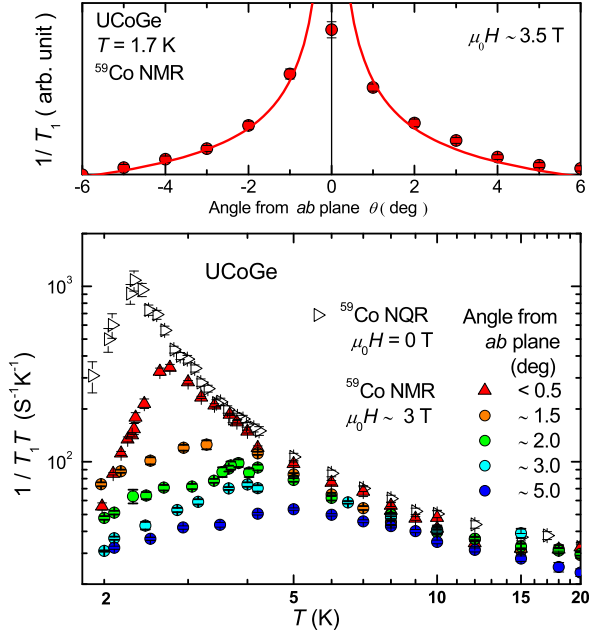 UCoGe
T = 1.7 K
⁵⁹Co NMR
μ₀H ~ 3.5 T
1/ T₁ ( arb. unit )
-6 -4 -2 0 2 4 6
Angle from ab plane θ( deg )
UCoGe
⁵⁹Co NQR
μ₀H = 0 T
⁵⁹Co NMR
μ₀H ~ 3 T
Angle from
ab plane
(deg)
< 0.5
~ 1.5
~ 2.0
~ 3.0
~ 5.0
1 / T₁T (S⁻¹K⁻¹)
10³
10²
2 5 10 15 20
T (K)